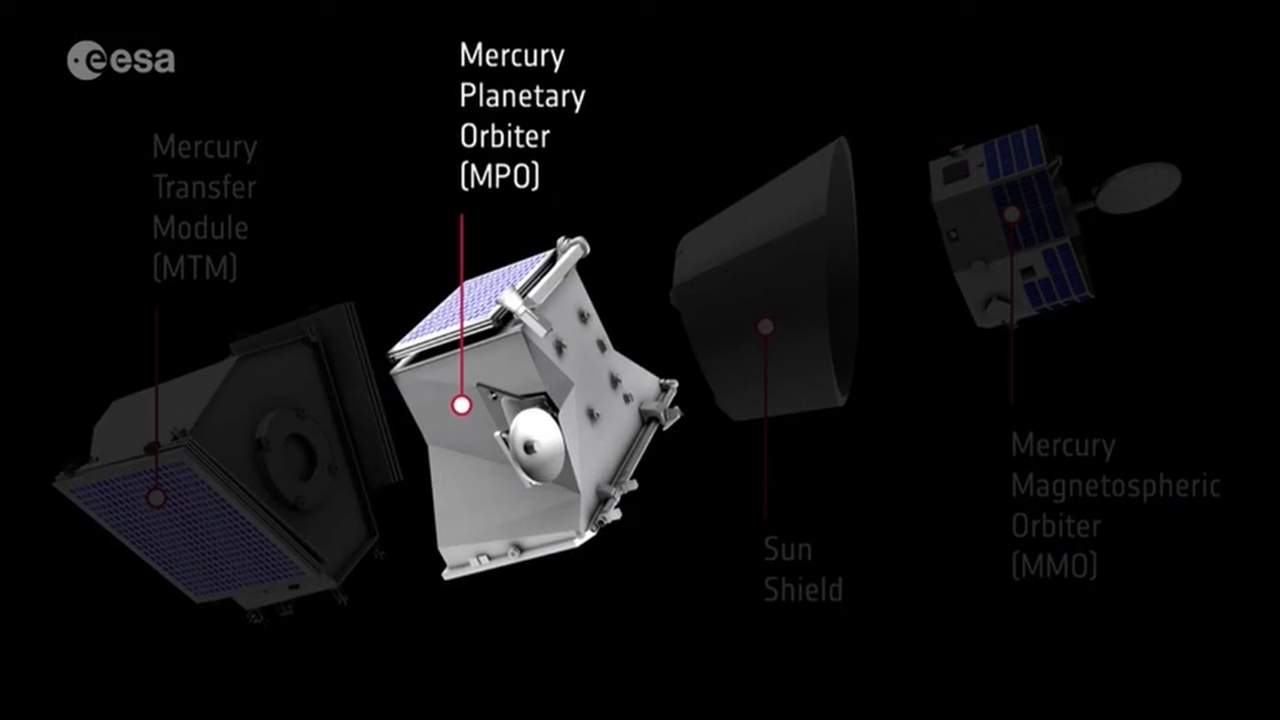 esa
Mercury
Transfer
Module
(MTM)
Mercury
Planetary
Orbiter
(MPO)
Sun
Shield
Mercury
Magnetospheric
Orbiter
(MMO)